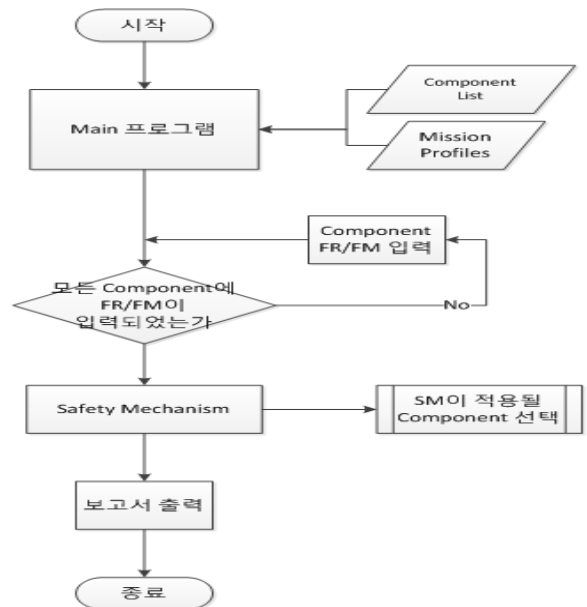 시작
Main 프로그램
Component
List
Mission
Profiles
Component
FR/FM 입력
모든 Component에
FR/FM이
입력되었는가
No
Safety Mechanism
SM이 적용될
Component 선택
보고서 출력
종료